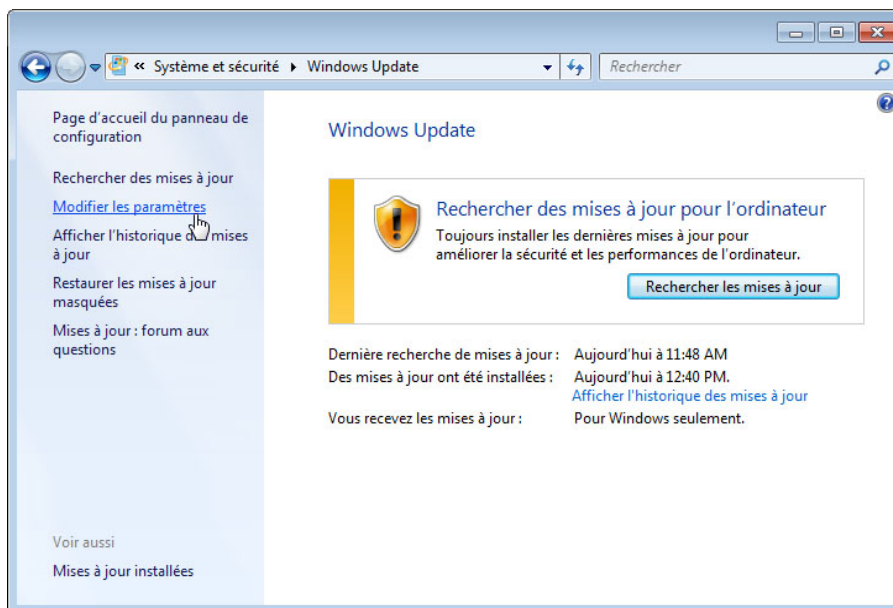 « Système et sécurité ▸ Windows Update
Rechercher
Page d'accueil du panneau de
configuration
Rechercher des mises à jour
Modifier les paramètres
Afficher l'historique mises
à jour
Restaurer les mises à jour
masquées
Mises à jour : forum aux
questions
Voir aussi
Mises à jour installées
Windows Update
Rechercher des mises à jour pour l'ordinateur
Toujours installer les dernières mises à jour pour
améliorer la sécurité et les performances de l'ordinateur.
Rechercher les mises à jour
Dernière recherche de mises à jour : Aujourd'hui à 11:48 AM
Des mises à jour ont été installées : Aujourd'hui à 12:40 PM.
Afficher l'historique des mises à jour
Vous recevez les mises à jour : Pour Windows seulement.